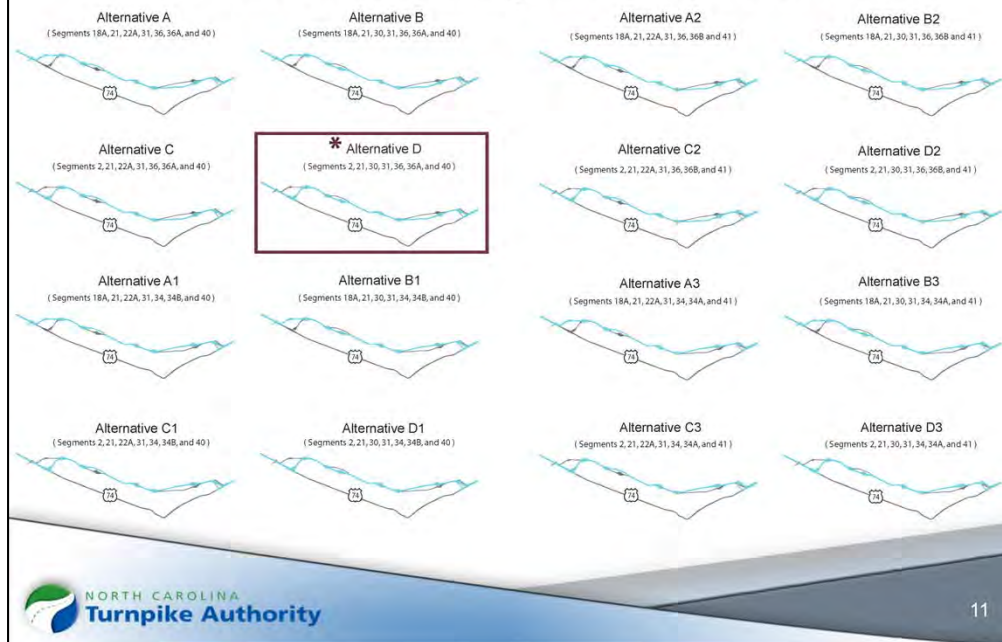 Alternative A
( Segments 18A, 21, 22A, 31, 36, 36A, and 40 )
74
Alternative B
( Segments 18A, 21, 30, 31, 36, 36A, and 40 )
74
Alternative A2
( Segments 18A, 21, 22A, 31, 36, 36B and 41 )
74
Alternative B2
( Segments 18A, 21, 30, 31, 36, 36B and 41 )
74
Alternative C
( Segments 2, 21, 22A, 31, 36, 36A, and 40 )
74
* Alternative D
( Segments 2, 21, 30, 31, 36, 36A, and 40 )
74
Alternative C2
( Segments 2, 21, 22A, 31, 36, 36B, and 41 )
74
Alternative D2
( Segments 2, 21, 30, 31, 36, 36B, and 41 )
74
Alternative A1
( Segments 18A, 21, 22A, 31, 34, 34B, and 40 )
74
Alternative B1
( Segments 18A, 21, 30, 31, 34, 34B, and 40 )
74
Alternative A3
( Segments 18A, 21, 22A, 31, 34, 34A, and 41 )
74
Alternative B3
( Segments 18A, 21, 30, 31, 34, 34A, and 41 )
74
Alternative C1
( Segments 2, 21, 22A, 31, 34, 34B, and 40 )
74
Alternative D1
( Segments 2, 21, 30, 31, 34, 34B, and 40 )
74
Alternative C3
( Segments 2, 21, 22A, 31, 34, 34A, and 41 )
74
Alternative D3
( Segments 2, 21, 30, 31, 34, 34A, and 41 )
74
NORTH CAROLINA
Turnpike Authority
11